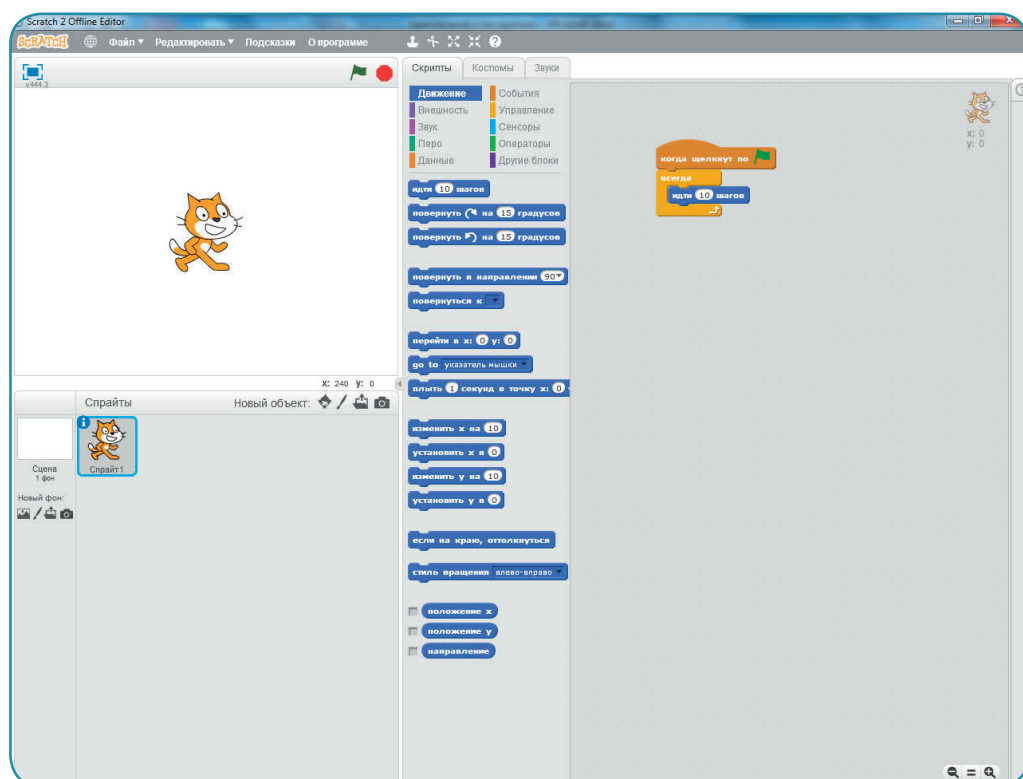 Scratch 2 Offline Editor
SCRATCH Файл Редактировать Подсказки О программе
v444.3
x: 240 y: 0
Спрайты Новый объект:
Сцена
1 фон
Спрайт1
Новый фон:
Скрипты Костюмы Звуки
Движение События
Внешность Управление
Звук Сенсоры
Перо Операторы
Данные Другие блоки
идти 10 шагов
повернуть на 15 градусов
повернуть на 15 градусов
повернуть в направлении 90
повернуться к
перейти в x: 0 y: 0
go to указатель мышки
плыть 1 секунд в точку x: 0
изменить x на 10
установить x в 0
изменить y на 10
установить y в 0
если на краю, оттолкнуться
стиль вращения влево-вправо
положение x
положение y
направление
когда щелкнут по
всегда
идти 10 шагов
x: 0
y: 0